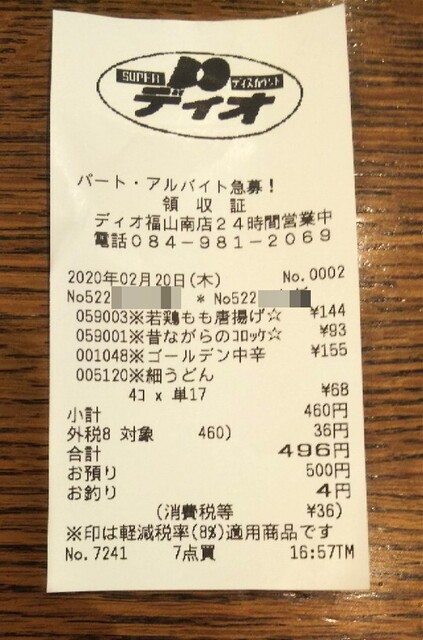 SUPER ディスカウント
ディオ
パート・アルバイト急募!
領収証
ディオ福山南店24時間営業中
電話084-981-2069
2020年02月20日(木) No.0002
No522 * No522
059003※若鶏もも唐揚げ☆ ¥144
059001※昔ながらのコロッケ☆ ¥93
001048※ゴールデン中辛 ¥155
005120※細うどん
4コ x 単17 ¥68
小計 460円
外税8 対象 460) 36円
合計 496円
お預り 500円
お釣り 4円
(消費税等 ¥36)
※印は軽減税率(8%)適用商品です
No.7241 7点買 16:57TM